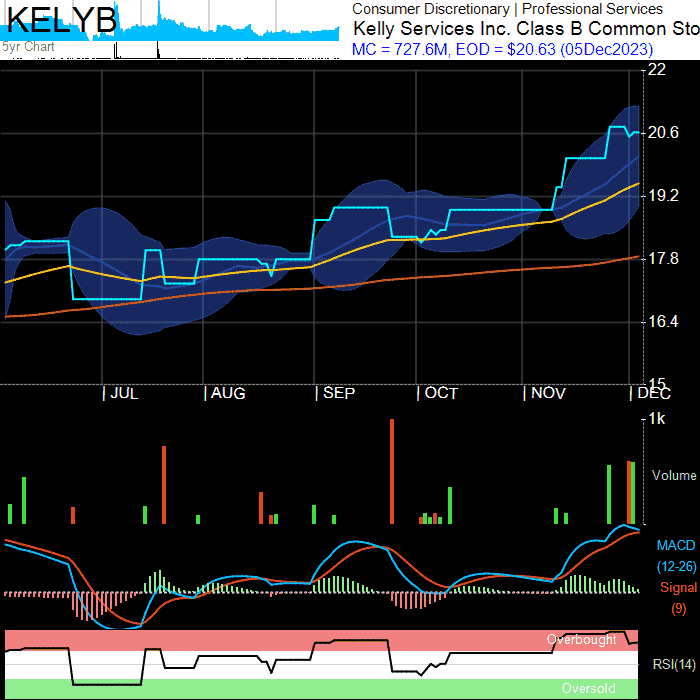 KELYB
5yr Chart
Consumer Discretionary | Professional Services
Kelly Services Inc. Class B Common Sto
MC = 727.6M, EOD = $20.63 (05Dec2023)
22
20.6
19.2
17.8
16.4
15
JUL AUG SEP OCT NOV DEC
1k
Volume
MACD
(12-26)
Signal
(9)
Overbought
RSI(14)
Oversold